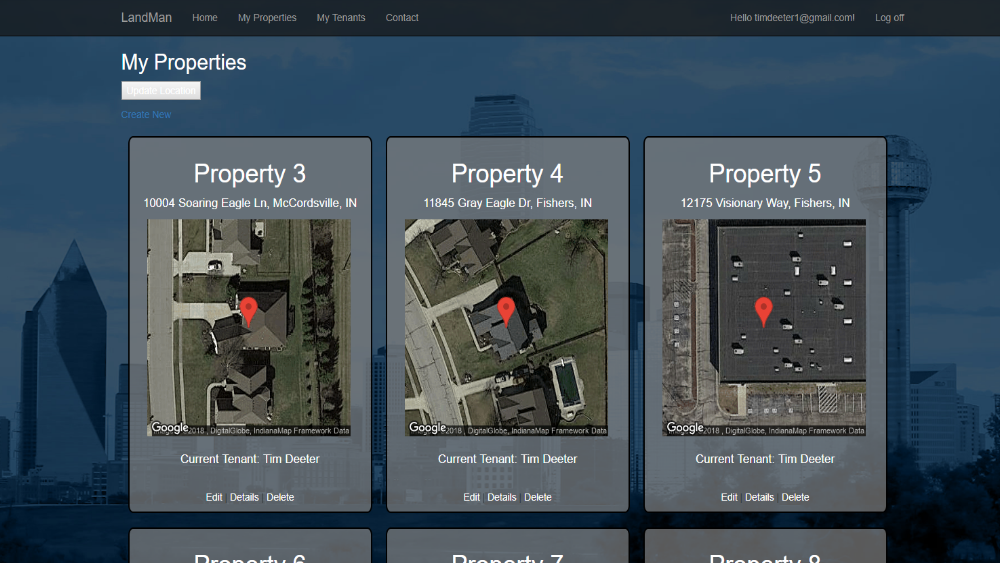 LandMan Home My Properties My Tenants Contact Hello timdeeter1@gmail.com! Log off
My Properties
Update Location
Create New
Property 3
10004 Soaring Eagle Ln, McCordsville, IN
Google 2018 , DigitalGlobe, IndianaMap Framework Data
Current Tenant: Tim Deeter
Edit | Details | Delete
Property 4
11845 Gray Eagle Dr, Fishers, IN
Google 2018 , DigitalGlobe, IndianaMap Framework Data
Current Tenant: Tim Deeter
Edit | Details | Delete
Property 5
12175 Visionary Way, Fishers, IN
Google 2018 , DigitalGlobe, IndianaMap Framework Data
Current Tenant: Tim Deeter
Edit | Details | Delete
Property 6
Property 7
Property 8